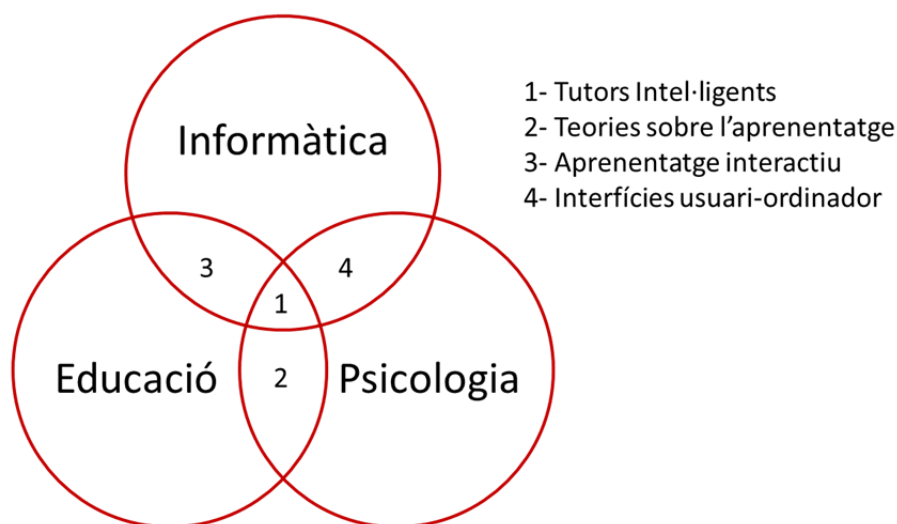 Informàtica
3
4
1
Educació
2
Psicologia
1- Tutors Intel·ligents
2- Teories sobre l’aprenentatge
3- Aprenentatge interactiu
4- Interfícies usuari-ordinador